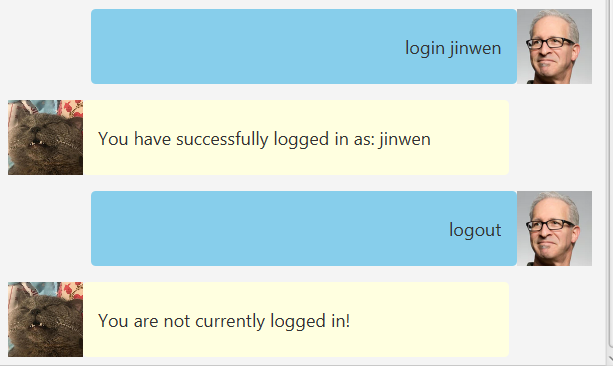 login jinwen
You have successfully logged in as: jinwen
logout
You are not currently logged in!